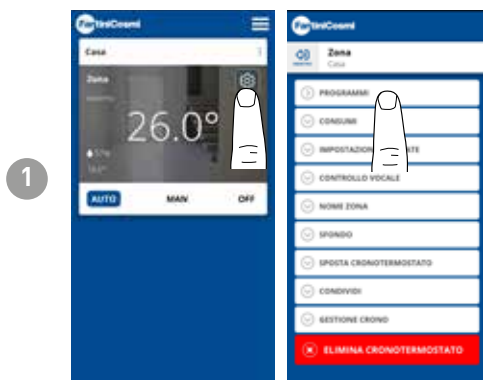 1
FantiniCosmi
Casa
Zona
26.0°
AUTO MAN OFF
FantiniCosmi
Zona
Casa
PROGRAMMI
CONSUMI
CONTROLLO VOCALE
NOME ZONA
SFONDO
SPOSTA CRONOTERMOSTATO
CONDIVIDI
GESTIONE CRONO
ELIMINA CRONOTERMOSTATO